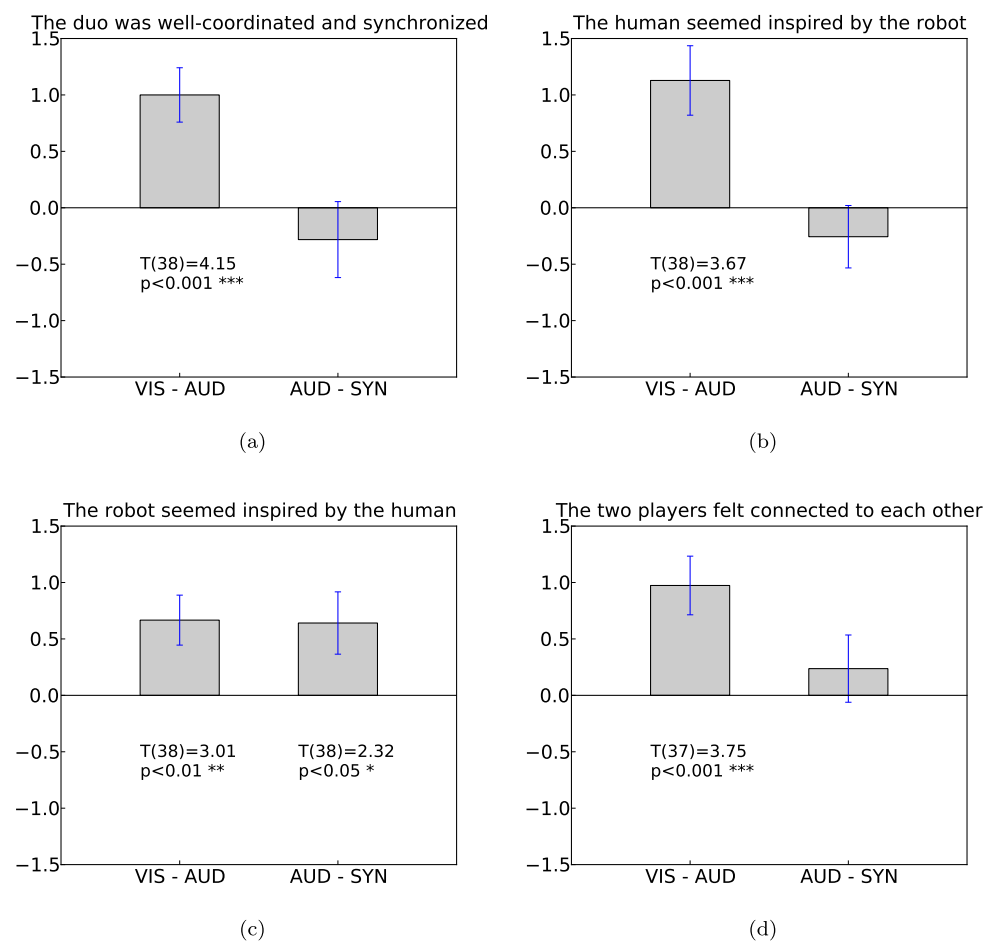 The duo was well-coordinated and synchronized
1.5
1.0
0.5
0.0
−0.5
−1.0
−1.5
T(38)=4.15
p<0.001 ***
VIS - AUD
AUD - SYN
(a)
The human seemed inspired by the robot
1.5
1.0
0.5
0.0
−0.5
−1.0
−1.5
T(38)=3.67
p<0.001 ***
VIS - AUD
AUD - SYN
(b)
The robot seemed inspired by the human
1.5
1.0
0.5
0.0
−0.5
−1.0
−1.5
T(38)=3.01
p<0.01 **
T(38)=2.32
p<0.05 *
VIS - AUD
AUD - SYN
(c)
The two players felt connected to each other
1.5
1.0
0.5
0.0
−0.5
−1.0
−1.5
T(37)=3.75
p<0.001 ***
VIS - AUD
AUD - SYN
(d)